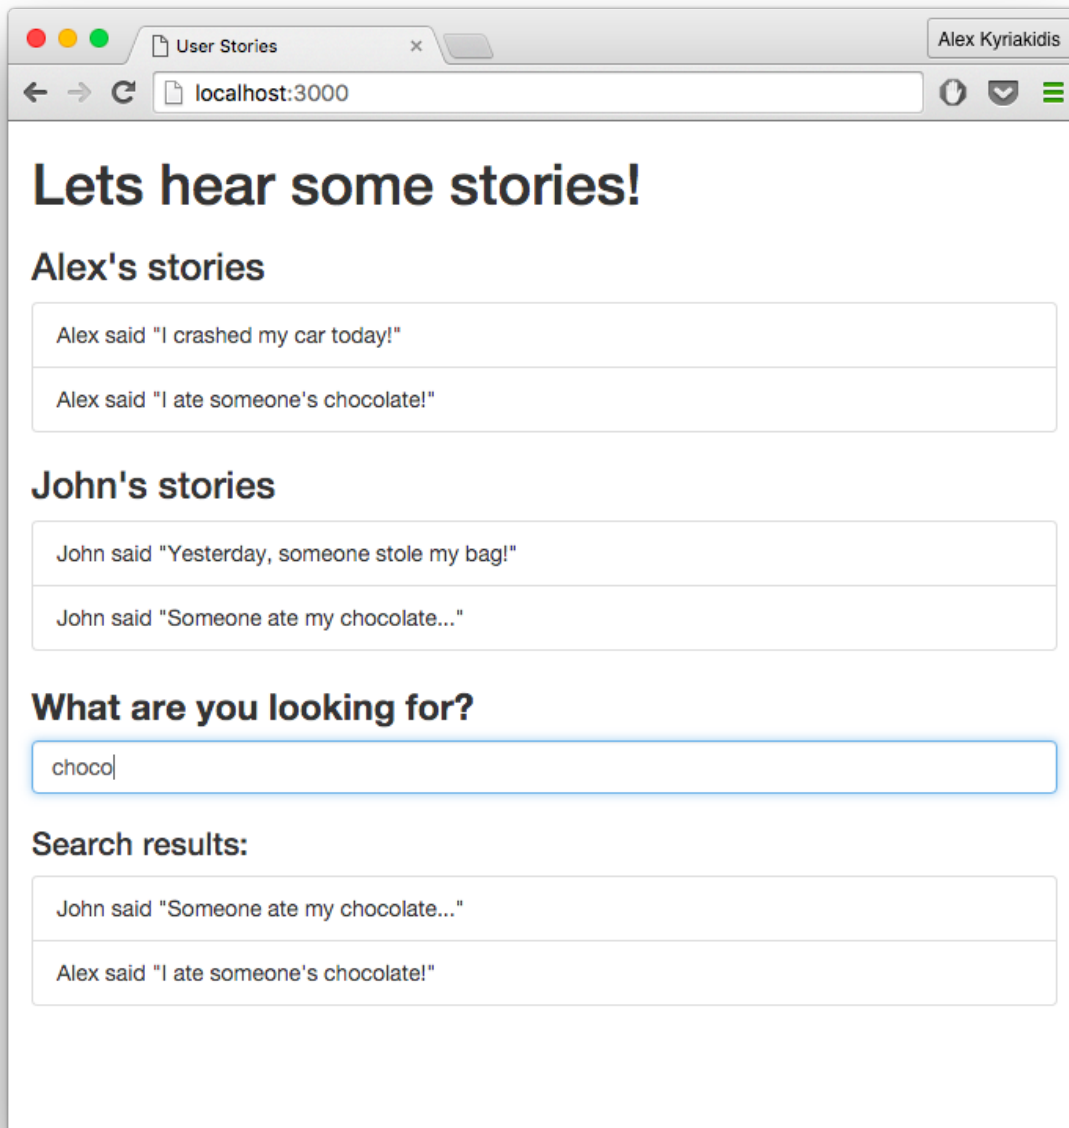 User Stories
Alex Kyriakidis
localhost:3000
Lets hear some stories!
Alex's stories
Alex said "I crashed my car today!"
Alex said "I ate someone's chocolate!"
John's stories
John said "Yesterday, someone stole my bag!"
John said "Someone ate my chocolate..."
What are you looking for?
choco
Search results:
John said "Someone ate my chocolate..."
Alex said "I ate someone's chocolate!"